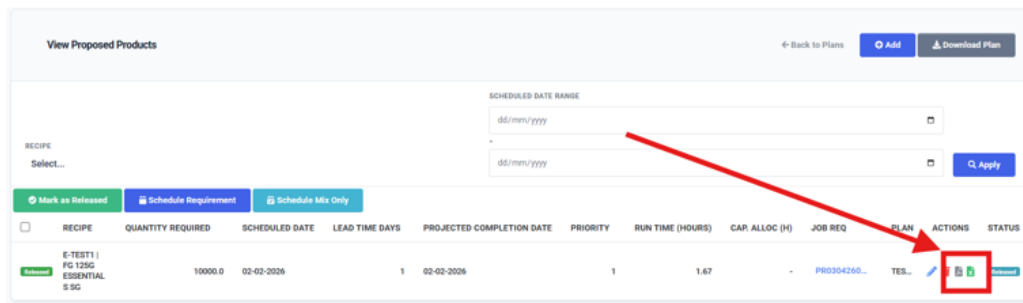 View Proposed Products
Back to Plans
Add
Download Plan
SCHEDULED DATE RANGE
dd/mm/yyyy
-
RECIPE
Select...
dd/mm/yyyy
Apply
Mark as Released
Schedule Requirement
Schedule Mix Only
RECIPE QUANTITY REQUIRED SCHEDULED DATE LEAD TIME DAYS PROJECTED COMPLETION DATE PRIORITY RUN TIME (HOURS) CAP. ALLOC (H) JOB REQ PLAN ACTIONS STATUS
E-TEST1 |
FG 125G
Released ESSENTIAL 10000.0 02-02-2026 1 02-02-2026 1 1.67 - PR0304260... TES... Released
S SG